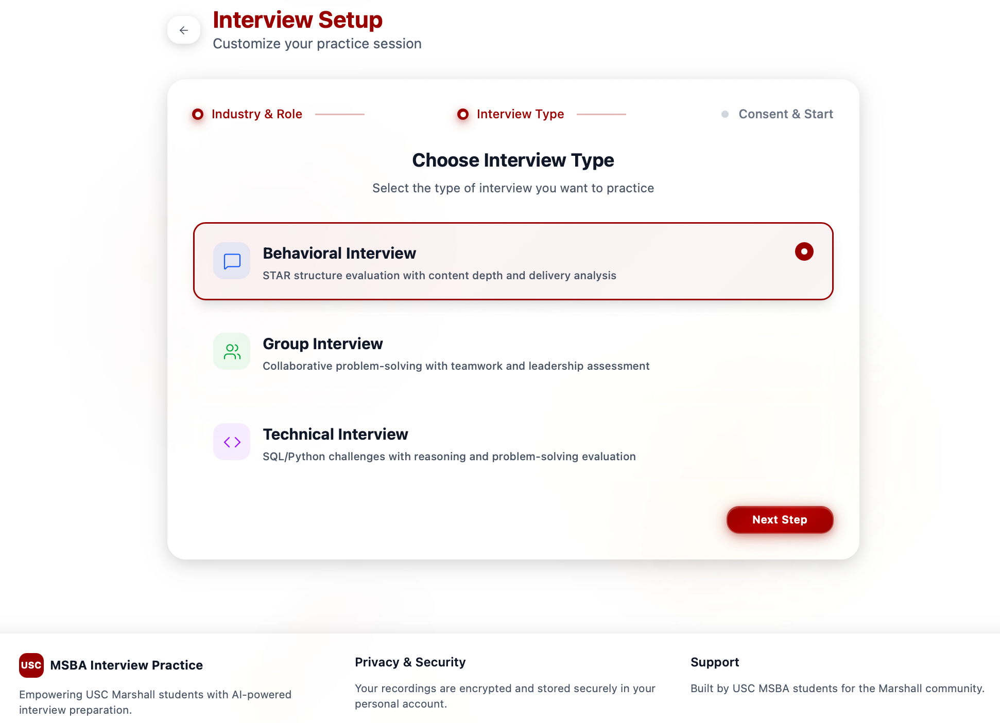 Interview Setup
Customize your practice session
Industry & Role
Interview Type
Consent & Start
Choose Interview Type
Select the type of interview you want to practice
Behavioral Interview
STAR structure evaluation with content depth and delivery analysis
Group Interview
Collaborative problem-solving with teamwork and leadership assessment
Technical Interview
SQL/Python challenges with reasoning and problem-solving evaluation
Next Step
USC
MSBA Interview Practice
Empowering USC Marshall students with AI-powered
interview preparation.
Privacy & Security
Your recordings are encrypted and stored securely in your
personal account.
Support
Built by USC MSBA students for the Marshall community.